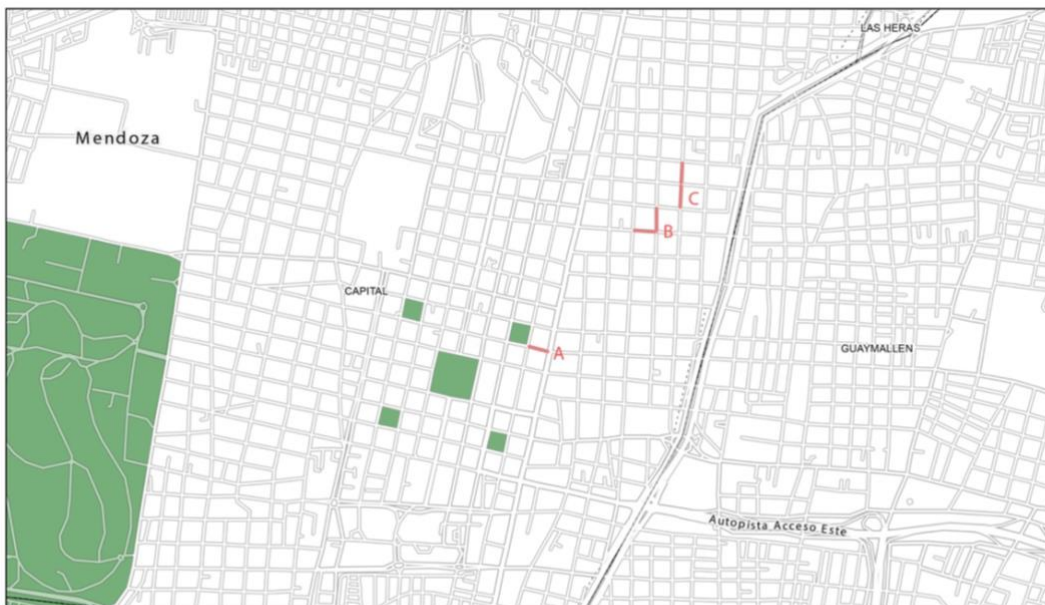 LAS HERAS
Mendoza
C
B
CAPITAL
GUAYMALLEN
A
Autopista Acceso Este